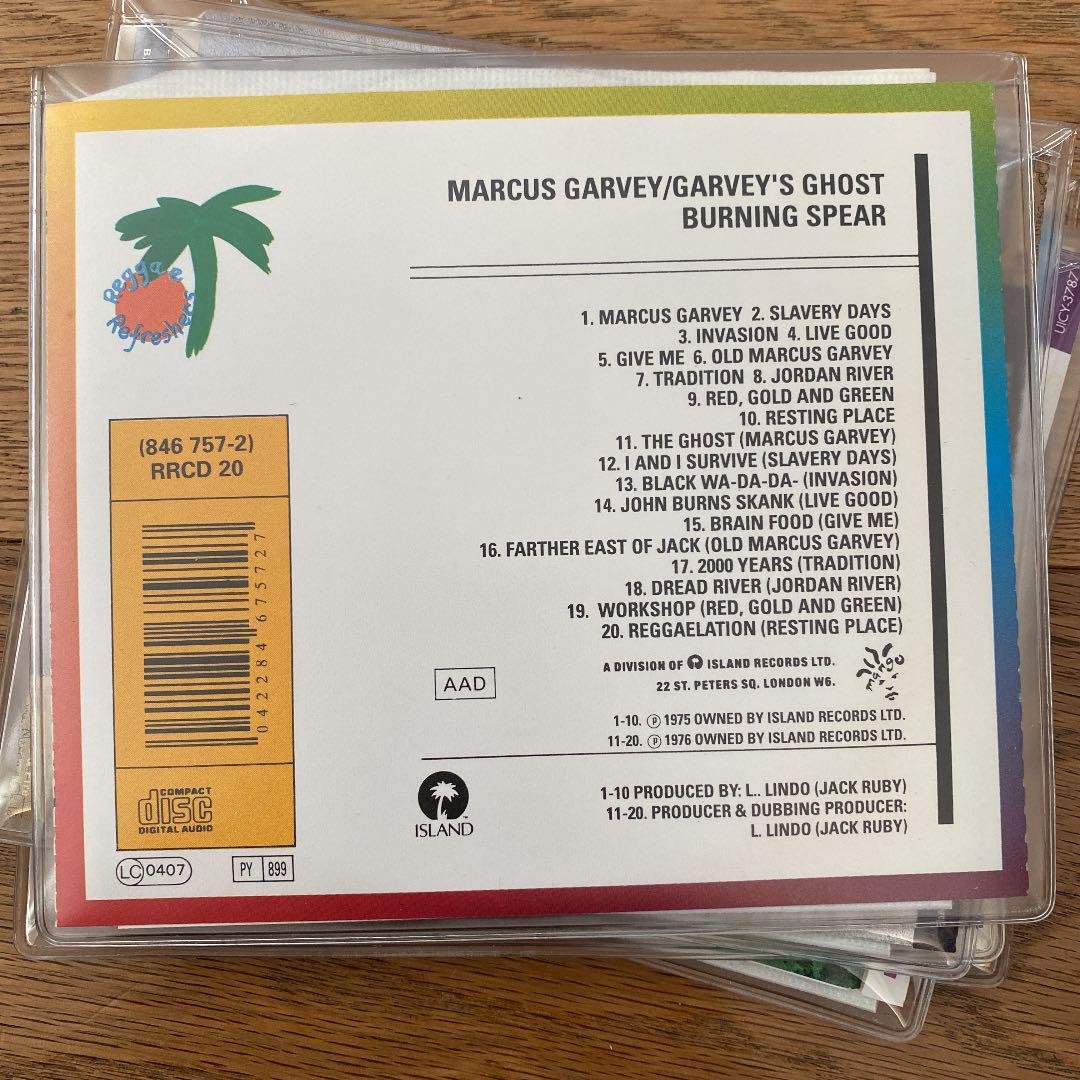 MARCUS GARVEY/GARVEY'S GHOST
BURNING SPEAR
Reggae
Refreshers
1. MARCUS GARVEY 2. SLAVERY DAYS
3. INVASION 4. LIVE GOOD
5. GIVE ME 6. OLD MARCUS GARVEY
7. TRADITION 8. JORDAN RIVER
9. RED, GOLD AND GREEN
10. RESTING PLACE
11. THE GHOST (MARCUS GARVEY)
12. I AND I SURVIVE (SLAVERY DAYS)
13. BLACK WA-DA-DA- (INVASION)
14. JOHN BURNS SKANK (LIVE GOOD)
15. BRAIN FOOD (GIVE ME)
16. FARTHER EAST OF JACK (OLD MARCUS GARVEY)
17. 2000 YEARS (TRADITION)
18. DREAD RIVER (JORDAN RIVER)
19. WORKSHOP (RED, GOLD AND GREEN)
20. REGGAELATION (RESTING PLACE)
(846 757-2)
RRCD 20
042284675727
COMPACT
disc
DIGITAL AUDIO
LC 0407
PY 899
AAD
A DIVISION OF ISLAND RECORDS LTD.
22 ST. PETERS SQ. LONDON W6.
mango
1-10. ℗ 1975 OWNED BY ISLAND RECORDS LTD.
11-20. ℗ 1976 OWNED BY ISLAND RECORDS LTD.
ISLAND
TM
1-10 PRODUCED BY: L.. LINDO (JACK RUBY)
11-20. PRODUCER & DUBBING PRODUCER:
L. LINDO (JACK RUBY)
UICY-3787